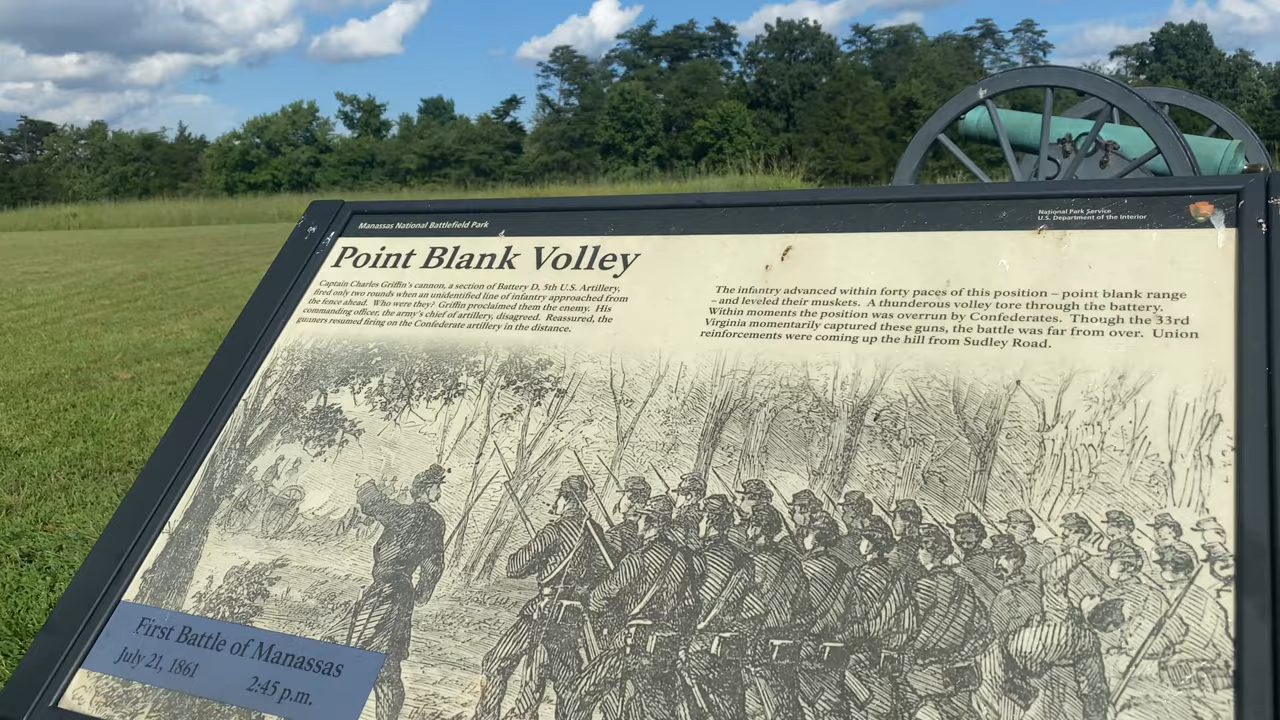 Manassas National Battlefield Park
National Park Service
U.S. Department of the Interior
Point Blank Volley
Captain Charles Griffin's cannon, a section of Battery D, 5th U.S. Artillery,
fired only two rounds when an unidentified line of infantry approached from
the fence ahead. Who were they? Griffin proclaimed them the enemy. His
commanding officer, the army's chief of artillery, disagreed. Reassured, the
gunners resumed firing on the Confederate artillery in the distance.
The infantry advanced within forty paces of this position – point blank range
– and leveled their muskets. A thunderous volley tore through the battery.
Within moments the position was overrun by Confederates. Though the 33rd
Virginia momentarily captured these guns, the battle was far from over. Union
reinforcements were coming up the hill from Sudley Road.
First Battle of Manassas
July 21, 1861 2:45 p.m.